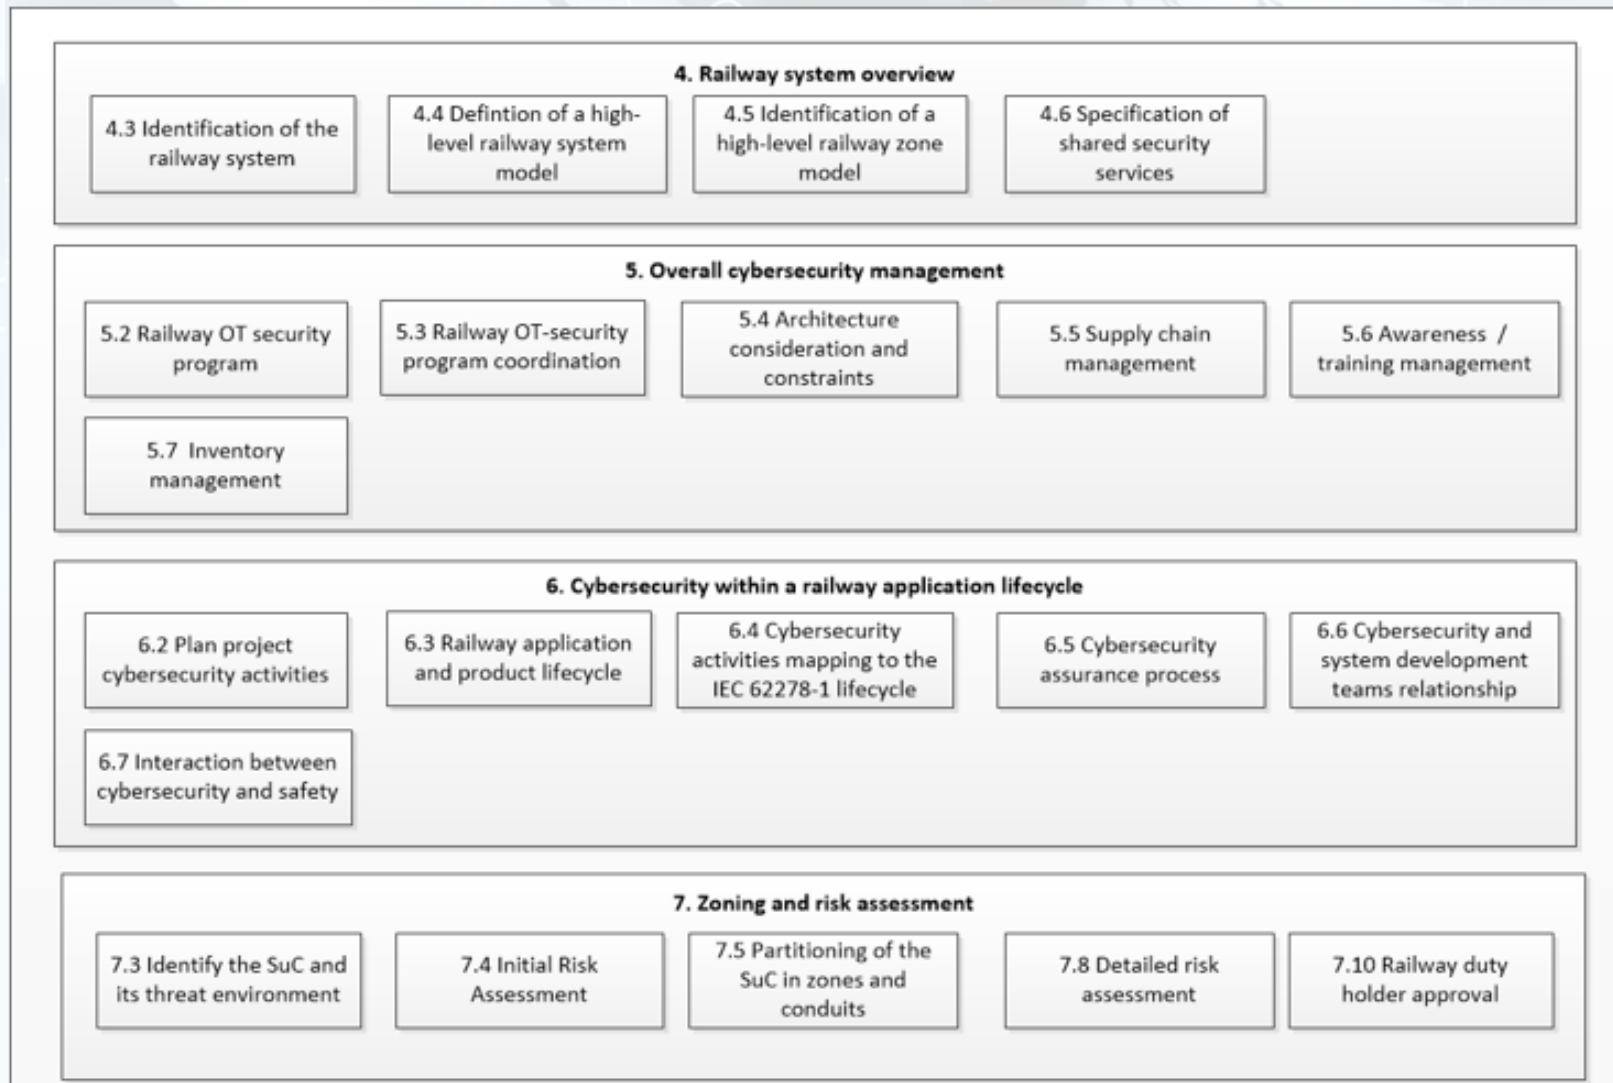 4. Railway system overview
4.3 Identification of the
railway system
4.4 Defintion of a high-
level railway system
model
4.5 Identification of a
high-level railway zone
model
4.6 Specification of
shared security
services
5. Overall cybersecurity management
5.2 Railway OT security
program
5.3 Railway OT-security
program coordination
5.4 Architecture
consideration and
constraints
5.5 Supply chain
management
5.6 Awareness /
training management
5.7 Inventory
management
6. Cybersecurity within a railway application lifecycle
6.2 Plan project
cybersecurity activities
6.3 Railway application
and product lifecycle
6.4 Cybersecurity
activities mapping to the
IEC 62278-1 lifecycle
6.5 Cybersecurity
assurance process
6.6 Cybersecurity and
system development
teams relationship
6.7 Interaction between
cybersecurity and safety
7. Zoning and risk assessment
7.3 Identify the SuC and
its threat environment
7.4 Initial Risk
Assessment
7.5 Partitioning of the
SuC in zones and
conduits
7.8 Detailed risk
assessment
7.10 Railway duty
holder approval